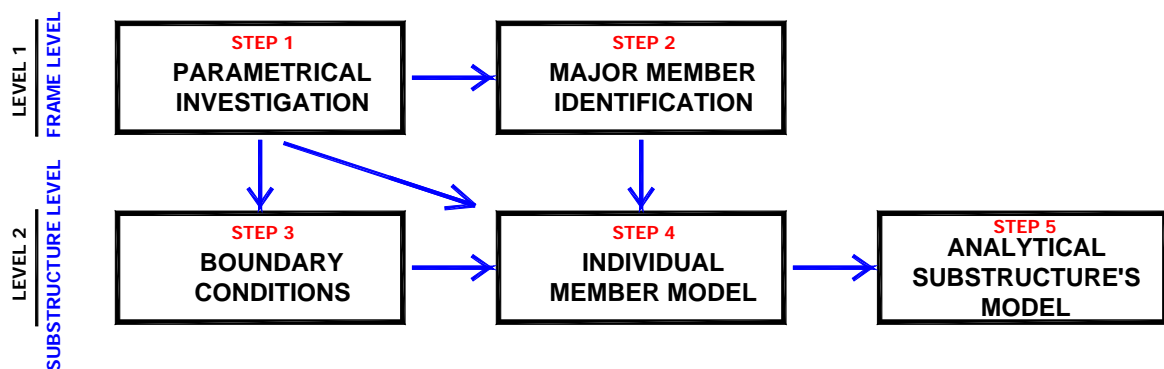 LEVEL 1
FRAME LEVEL
STEP 1
PARAMETRICAL
INVESTIGATION
STEP 2
MAJOR MEMBER
IDENTIFICATION
LEVEL 2
SUBSTRUCTURE LEVEL
STEP 3
BOUNDARY
CONDITIONS
STEP 4
INDIVIDUAL
MEMBER MODEL
STEP 5
ANALYTICAL
SUBSTRUCTURE'S
MODEL